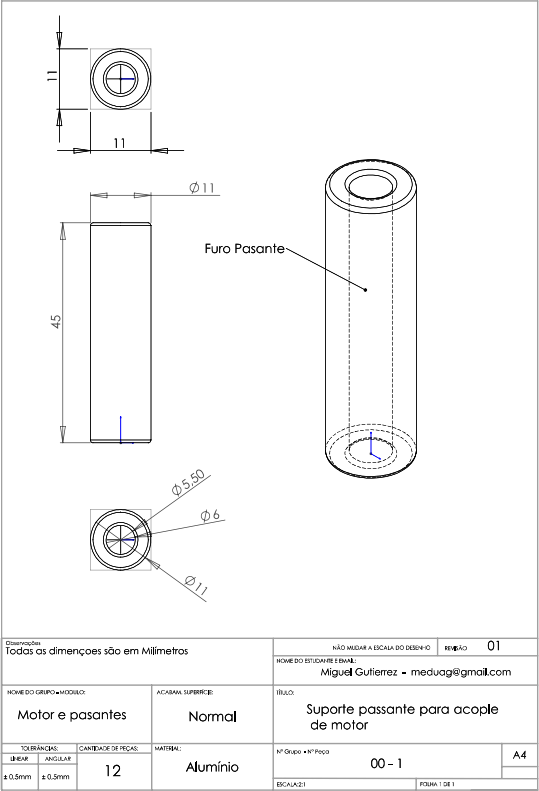 11
11
Ø11
Furo Pasante
45
Ø5,50
Ø6
Ø11
Observações
Todas as dimençoes são em Milímetros
NÃO MUDAR A ESCALA DO DESENHO
REVISÃO
01
NOME DO ESTUDANTE E EMAIL:
Miguel Gutierrez - meduag@gmail.com
NOME DO GRUPO - MODULO:
Motor e pasantes
ACABAM. SUPERFÍCIE:
Normal
TÍTULO:
Suporte passante para acople
de motor
TOLERÂNCIAS:
LINEAR
ANGULAR
± 0.5mm
± 0.5mm
CANTIDADE DE PEÇAS:
12
MATERIAL:
Alumínio
Nº Grupo - Nº Peça
00 - 1
A4
ESCALA:2:1
FOLHA 1 DE 1